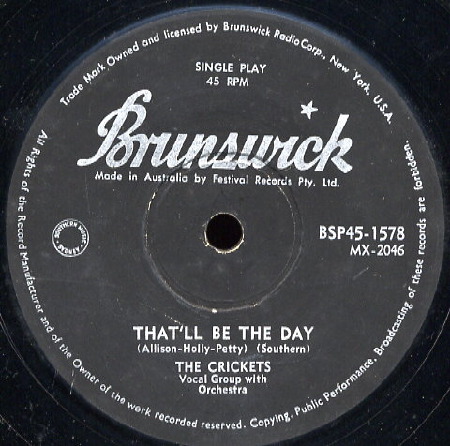 Trade Mark Owned and licensed by Brunswick Radio Corp., New York, U.S.A.
SINGLE PLAY
45 RPM
Brunswick
Made in Australia by Festival Records Pty. Ltd.
BSP45-1578
MX-2046
THAT'LL BE THE DAY
(Allison-Holly-Petty) (Southern)
THE CRICKETS
Vocal Group with
Orchestra
All Rights of the Record Manufacturer and of the Owner of the work recorded reserved. Copying, Public Performance, Broadcasting of these records are forbidden.